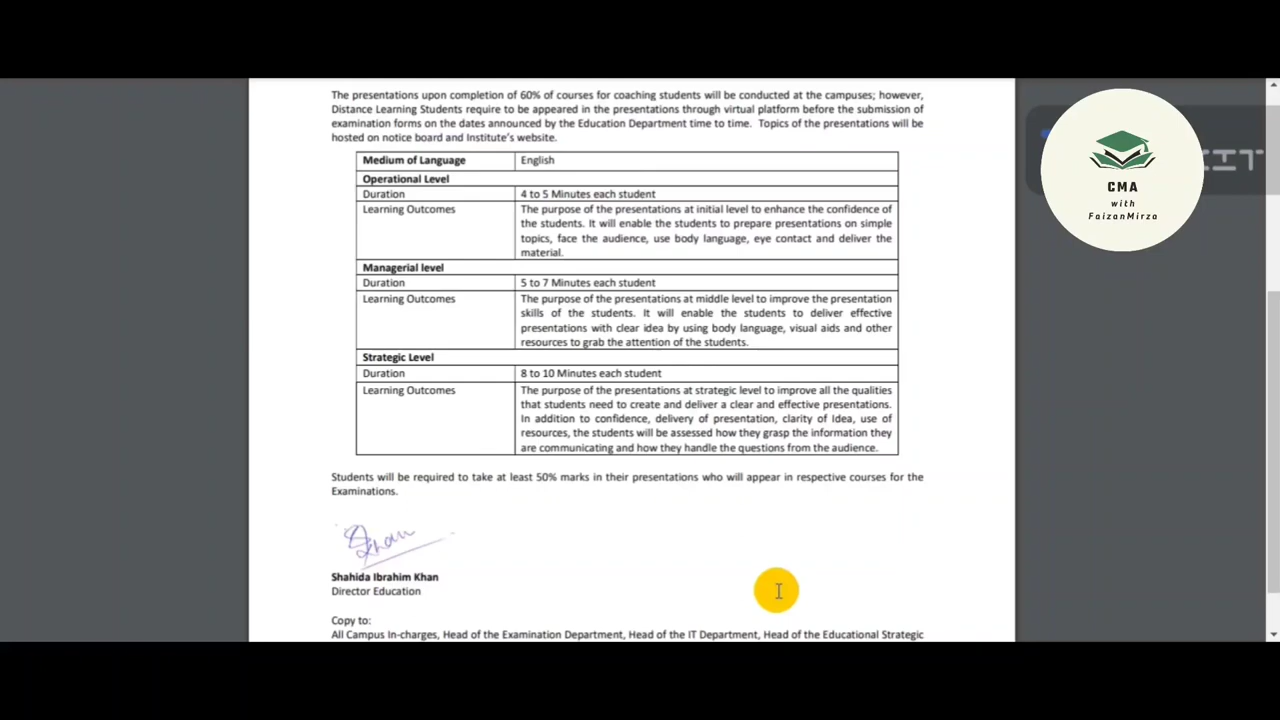 The presentations upon completion of 60% of courses for coaching students will be conducted at the campuses; however,
Distance Learning Students require to be appeared in the presentations through virtual platform before the submission of
examination forms on the dates announced by the Education Department time to time. Topics of the presentations will be
hosted on notice board and Institute's website.
Medium of Language English
Operational Level
Duration 4 to 5 Minutes each student
Learning Outcomes The purpose of the presentations at initial level to enhance the confidence of
the students. It will enable the students to prepare presentations on simple
topics, face the audience, use body language, eye contact and deliver the
material.
Managerial level
Duration 5 to 7 Minutes each student
Learning Outcomes The purpose of the presentations at middle level to improve the presentation
skills of the students. It will enable the students to deliver effective
presentations with clear idea by using body language, visual aids and other
resources to grab the attention of the students.
Strategic Level
Duration 8 to 10 Minutes each student
Learning Outcomes The purpose of the presentations at strategic level to improve all the qualities
that students need to create and deliver a clear and effective presentations.
In addition to confidence, delivery of presentation, clarity of Idea, use of
resources, the students will be assessed how they grasp the information they
are communicating and how they handle the questions from the audience.
Students will be required to take at least 50% marks in their presentations who will appear in respective courses for the
Examinations.
Shahida Ibrahim Khan
Director Education
Copy to:
All Campus In-charges, Head of the Examination Department, Head of the IT Department, Head of the Educational Strategic
CMA
with
FaizanMirza